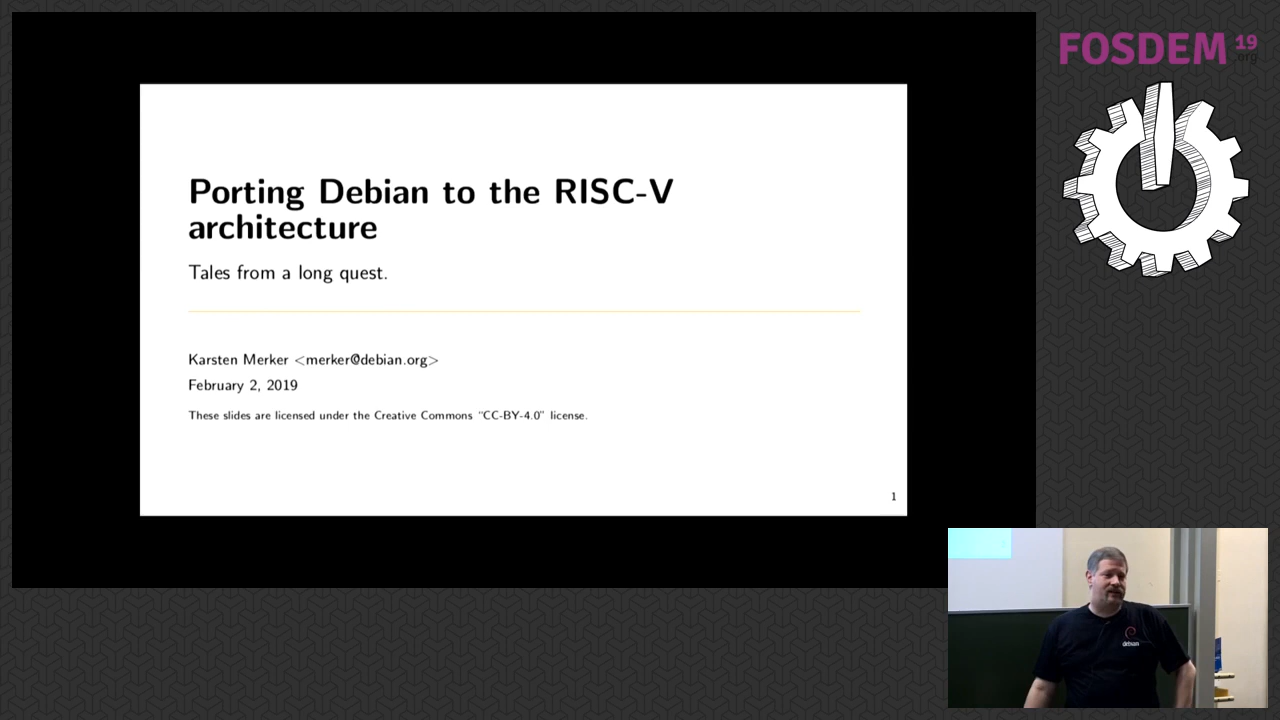 FOSDEM 19
.org
Porting Debian to the RISC-V
architecture
Tales from a long quest.
Karsten Merker <merker@debian.org>
February 2, 2019
These slides are licensed under the Creative Commons “CC-BY-4.0” license.
1
debian